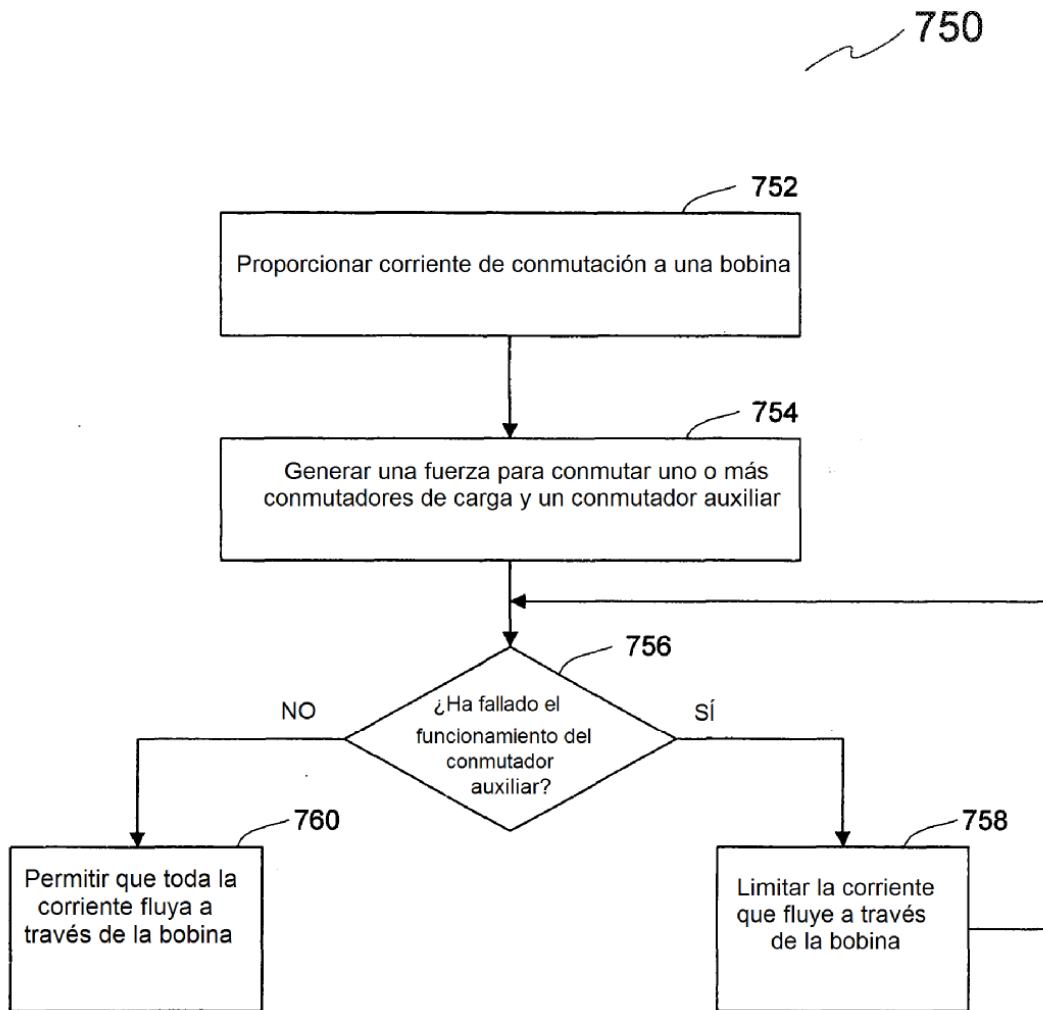 750
752
Proporcionar corriente de conmutación a una bobina
754
Generar una fuerza para conmutar uno o más
conmutadores de carga y un conmutador auxiliar
756
NO
¿Ha fallado el
funcionamiento del
conmutador
auxiliar?
SÍ
760
Permitir que toda la
corriente fluya a
través de la bobina
758
Limitar la corriente
que fluye a través
de la bobina